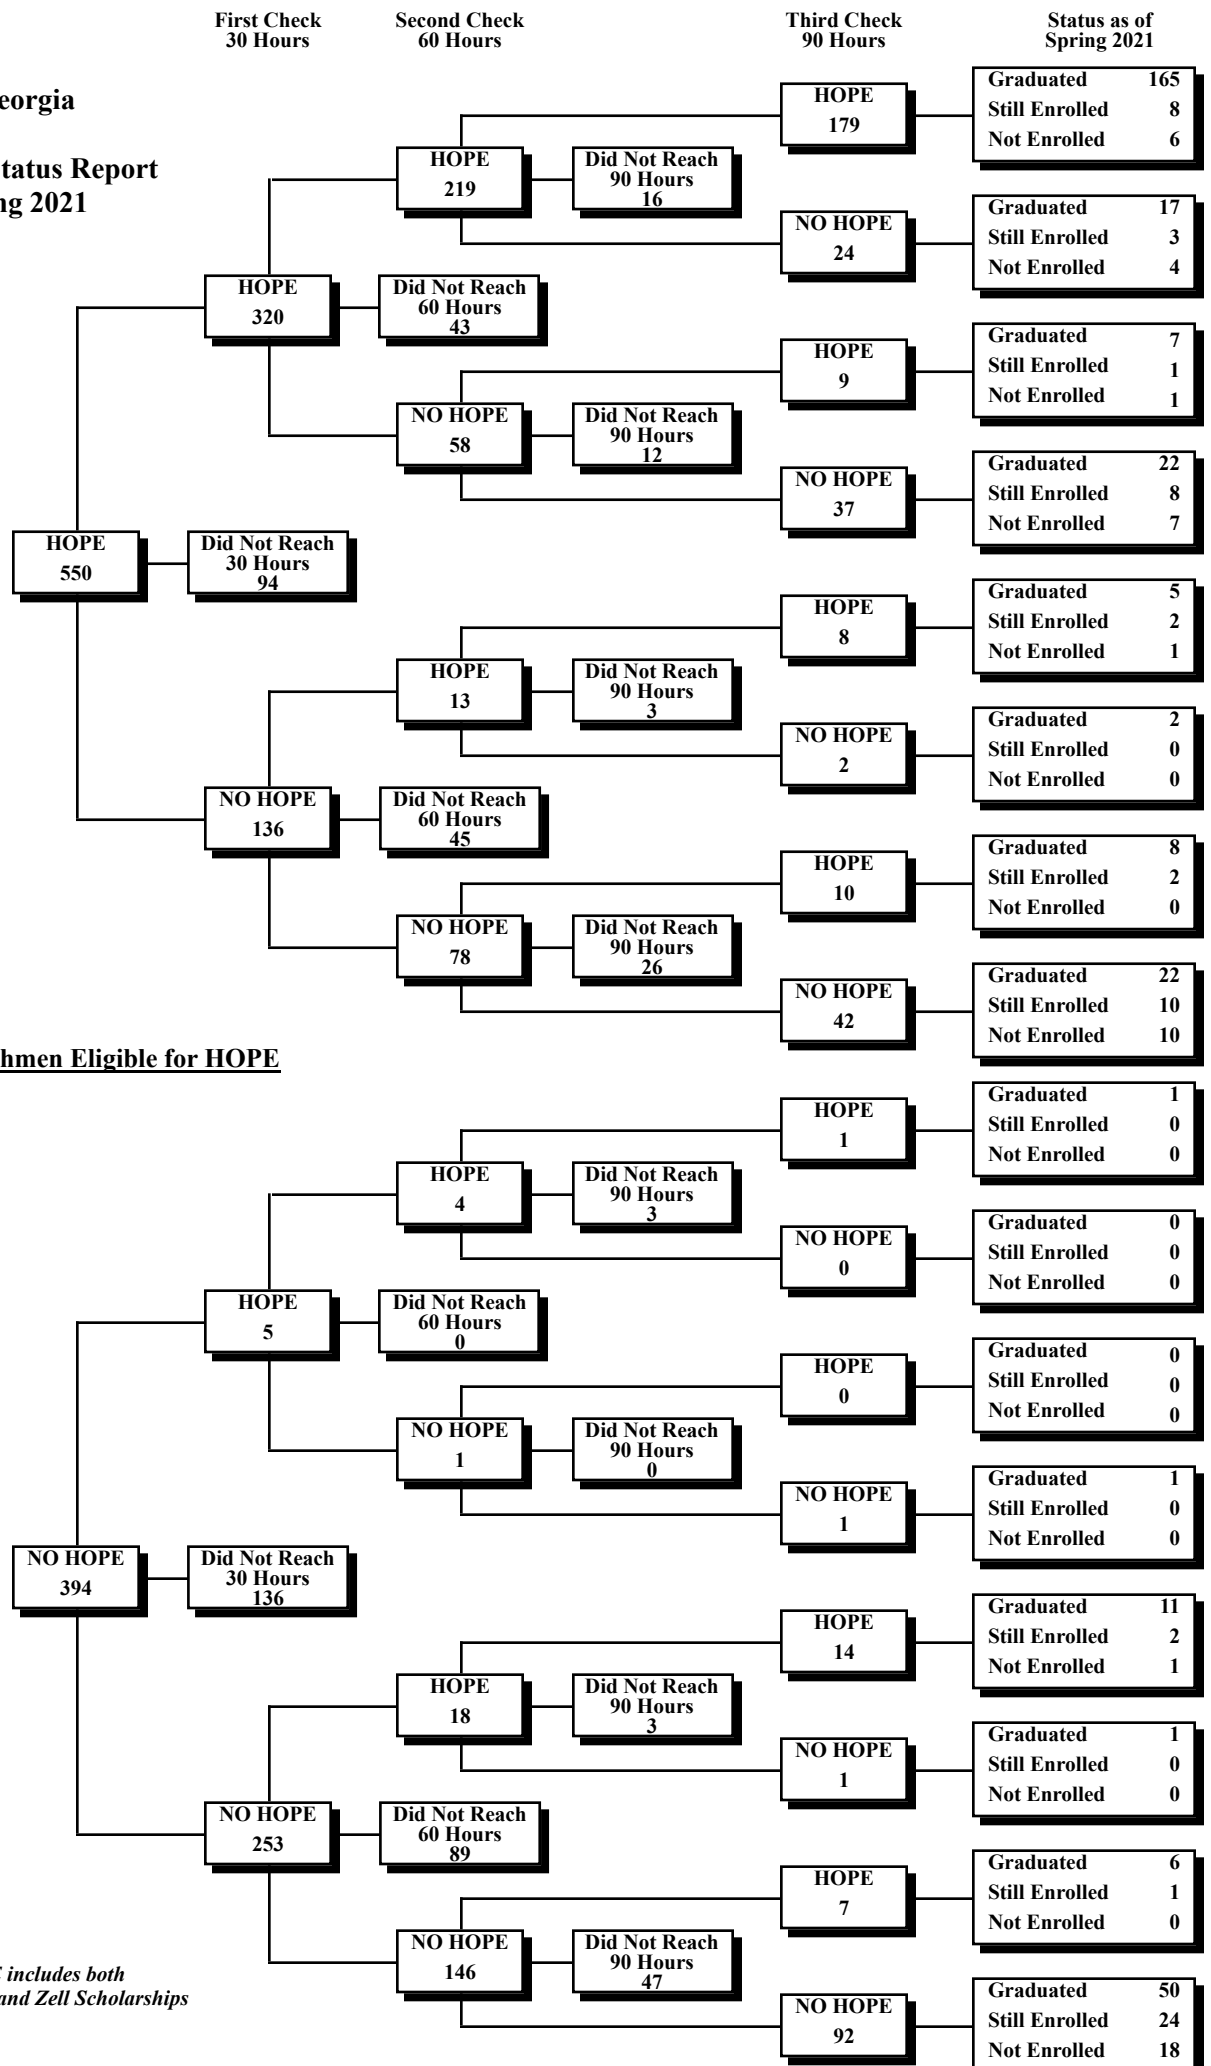 First Check Second Check Third Check Status as of
30 Hours 60 Hours 90 Hours Spring 2021
Graduated 165
HOPE Still Enrolled 8
179 Not Enrolled 6
eorgia
tatus Report
ng 2021
HOPE Did Not Reach
219 90 Hours
16
Graduated 17
NO HOPE Still Enrolled 3
24 Not Enrolled 4
HOPE Did Not Reach
320 60 Hours
43
Graduated 7
HOPE Still Enrolled 1
9 Not Enrolled 1
NO HOPE Did Not Reach
58 90 Hours
12
Graduated 22
NO HOPE Still Enrolled 8
37 Not Enrolled 7
HOPE Did Not Reach
550 30 Hours
94
Graduated 5
HOPE Still Enrolled 2
8 Not Enrolled 1
HOPE Did Not Reach
13 90 Hours
3
Graduated 2
NO HOPE Still Enrolled 0
2 Not Enrolled 0
NO HOPE Did Not Reach
136 60 Hours
45
Graduated 8
HOPE Still Enrolled 2
10 Not Enrolled 0
NO HOPE Did Not Reach
78 90 Hours
26
Graduated 22
NO HOPE Still Enrolled 10
42 Not Enrolled 10
hmen Eligible for HOPE
Graduated 1
HOPE Still Enrolled 0
1 Not Enrolled 0
HOPE Did Not Reach
4 90 Hours
3
Graduated 0
NO HOPE Still Enrolled 0
0 Not Enrolled 0
HOPE Did Not Reach
5 60 Hours
0
Graduated 0
HOPE Still Enrolled 0
0 Not Enrolled 0
NO HOPE Did Not Reach
1 90 Hours
0
Graduated 1
NO HOPE Still Enrolled 0
1 Not Enrolled 0
NO HOPE Did Not Reach
394 30 Hours
136
Graduated 11
HOPE Still Enrolled 2
14 Not Enrolled 1
HOPE Did Not Reach
18 90 Hours
3
Graduated 1
NO HOPE Still Enrolled 0
1 Not Enrolled 0
NO HOPE Did Not Reach
253 60 Hours
89
Graduated 6
HOPE Still Enrolled 1
7 Not Enrolled 0
NO HOPE Did Not Reach
146 90 Hours
47
includes both
and Zell Scholarships
Graduated 50
NO HOPE Still Enrolled 24
92 Not Enrolled 18